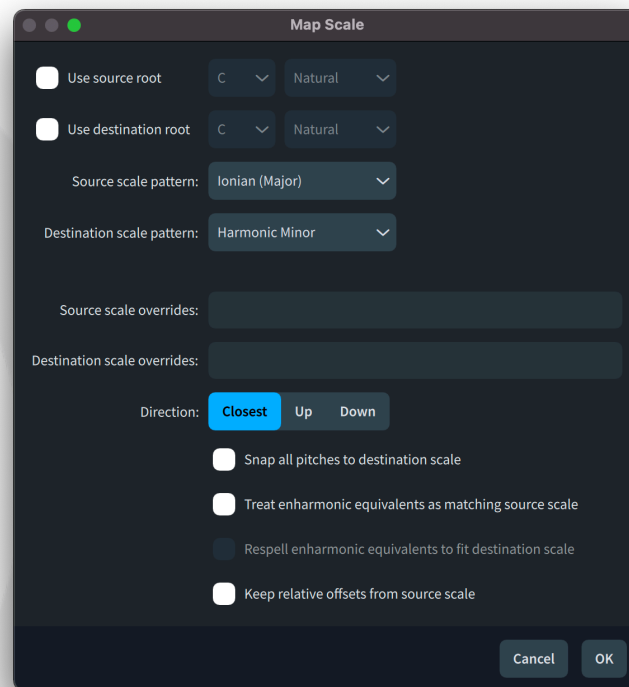 Map Scale
Use source root C Natural
Use destination root C Natural
Source scale pattern: Ionian (Major)
Destination scale pattern: Harmonic Minor
Source scale overrides:
Destination scale overrides:
Direction: Closest Up Down
Snap all pitches to destination scale
Treat enharmonic equivalents as matching source scale
Respell enharmonic equivalents to fit destination scale
Keep relative offsets from source scale
Cancel OK